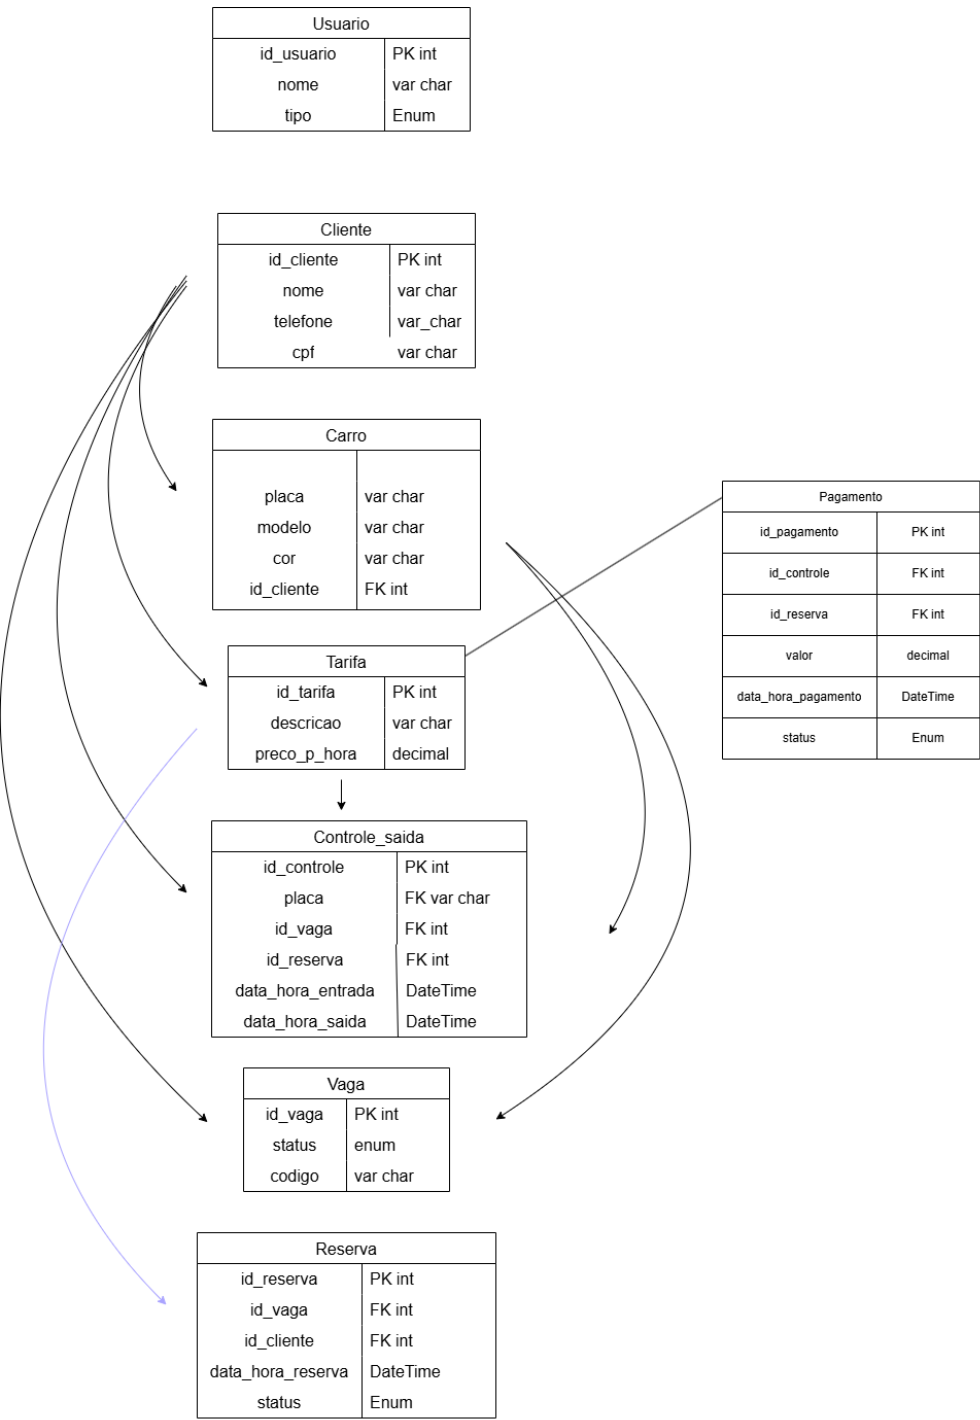 Usuario
id_usuario PK int
nome var char
tipo Enum
Cliente
id_cliente PK int
nome var char
telefone var_char
cpf var char
Carro
placa var char
modelo var char
cor var char
id_cliente FK int
Pagamento
id_pagamento PK int
id_controle FK int
id_reserva FK int
valor decimal
data_hora_pagamento DateTime
status Enum
Tarifa
id_tarifa PK int
descricao var char
preco_p_hora decimal
Controle_saida
id_controle PK int
placa FK var char
id_vaga FK int
id_reserva FK int
data_hora_entrada DateTime
data_hora_saida DateTime
Vaga
id_vaga PK int
status enum
codigo var char
Reserva
id_reserva PK int
id_vaga FK int
id_cliente FK int
data_hora_reserva DateTime
status Enum